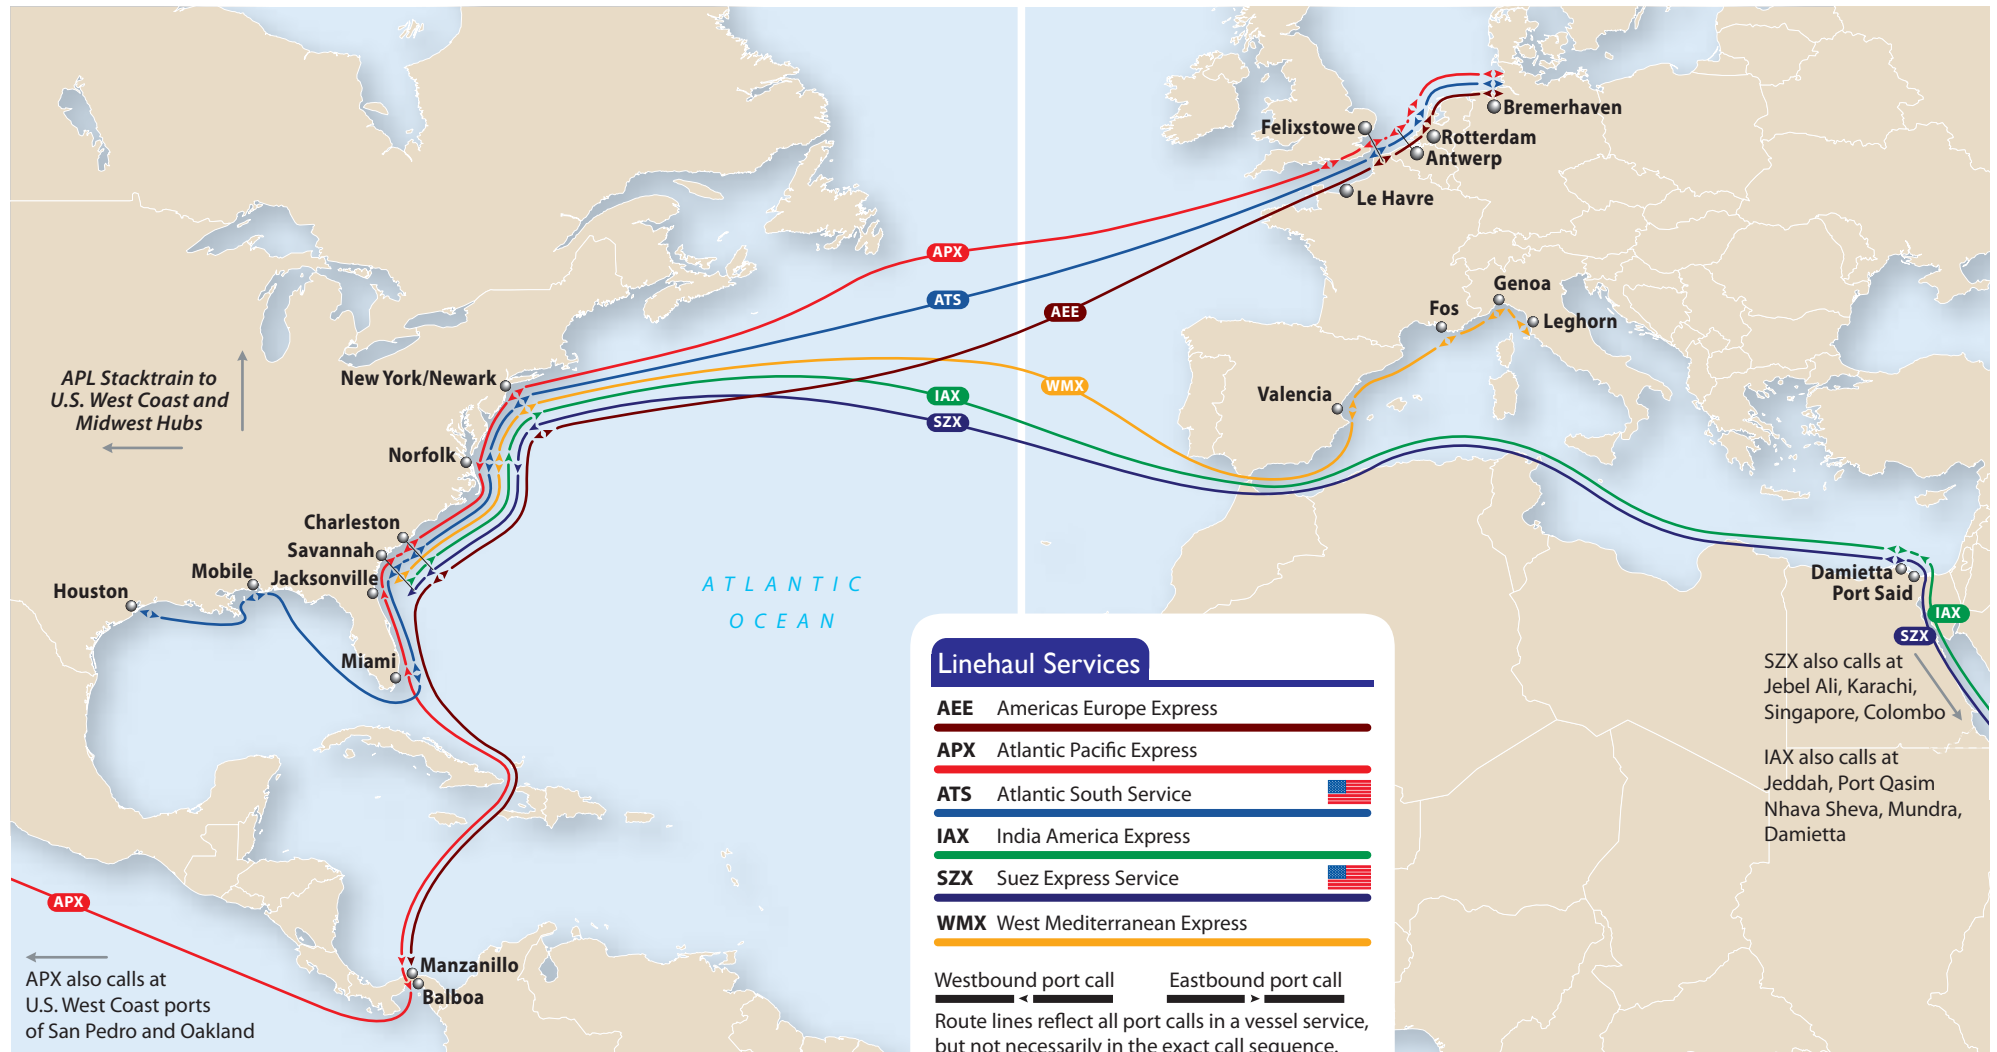 Bremerhaven
Felixstowe
Rotterdam
Antwerp
Le Havre
APX
ATS
AEE
Genoa
Fos
Leghorn
New York/Newark
APL Stacktrain to
U.S. West Coast and
Midwest Hubs
WMX
IAX
SZX
Valencia
Norfolk
Charleston
Savannah
Jacksonville
Mobile
Houston
Miami
ATLANTIC
OCEAN
Damietta
Port Said
IAX
SZX
SZX also calls at
Jebel Ali, Karachi,
Singapore, Colombo
IAX also calls at
Jeddah, Port Qasim
Nhava Sheva, Mundra,
Damietta
APX
APX also calls at
U.S. West Coast ports
of San Pedro and Oakland
Manzanillo
Balboa
Linehaul Services
AEE Americas Europe Express
APX Atlantic Pacific Express
ATS Atlantic South Service
IAX India America Express
SZX Suez Express Service
WMX West Mediterranean Express
Westbound port call
Eastbound port call
Route lines reflect all port calls in a vessel service,
but not necessarily in the exact call sequence.